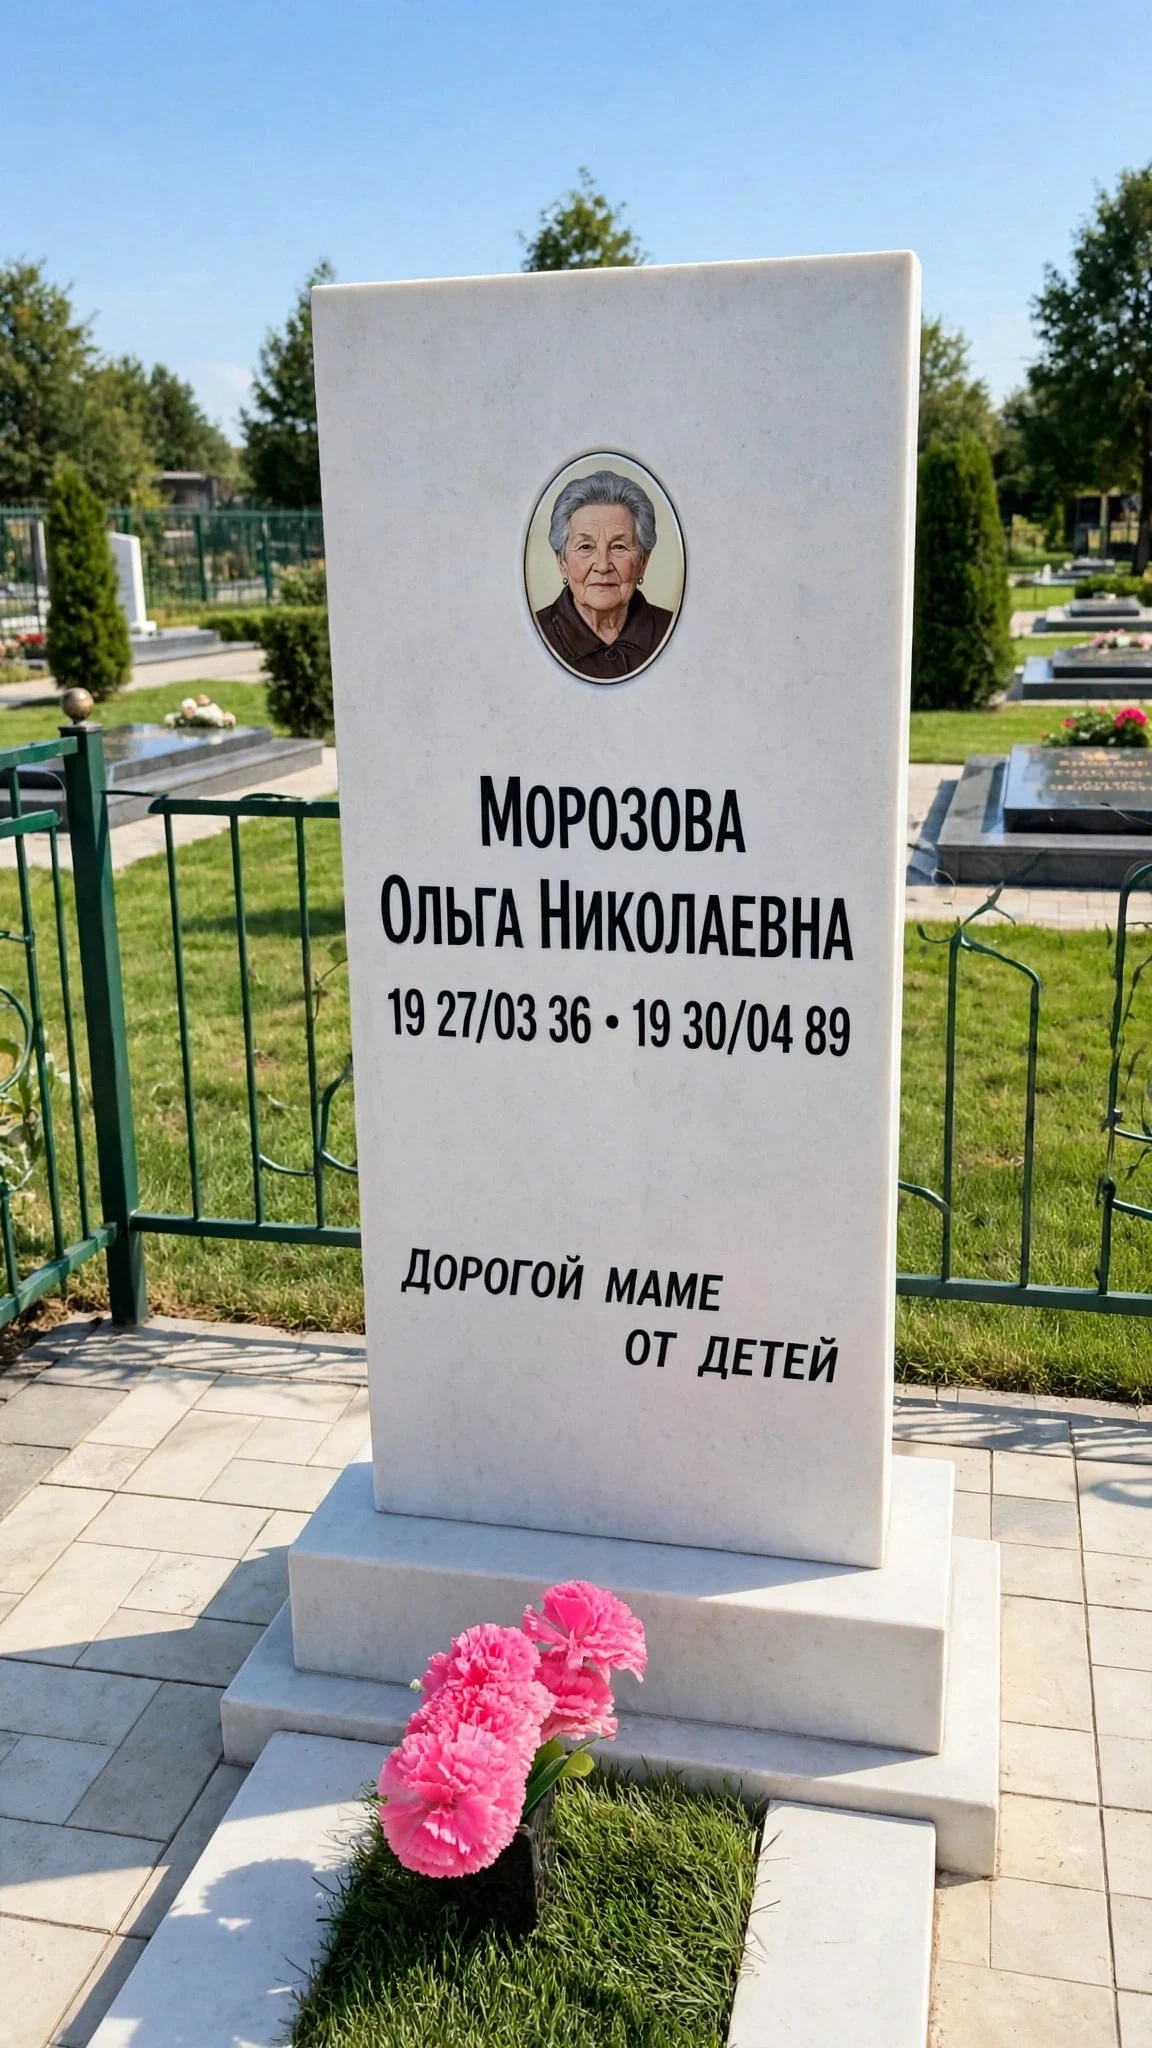 Морозова
Ольга Николаевна
19 27/03 36 • 19 30/04 89
Дорогой маме
от детей